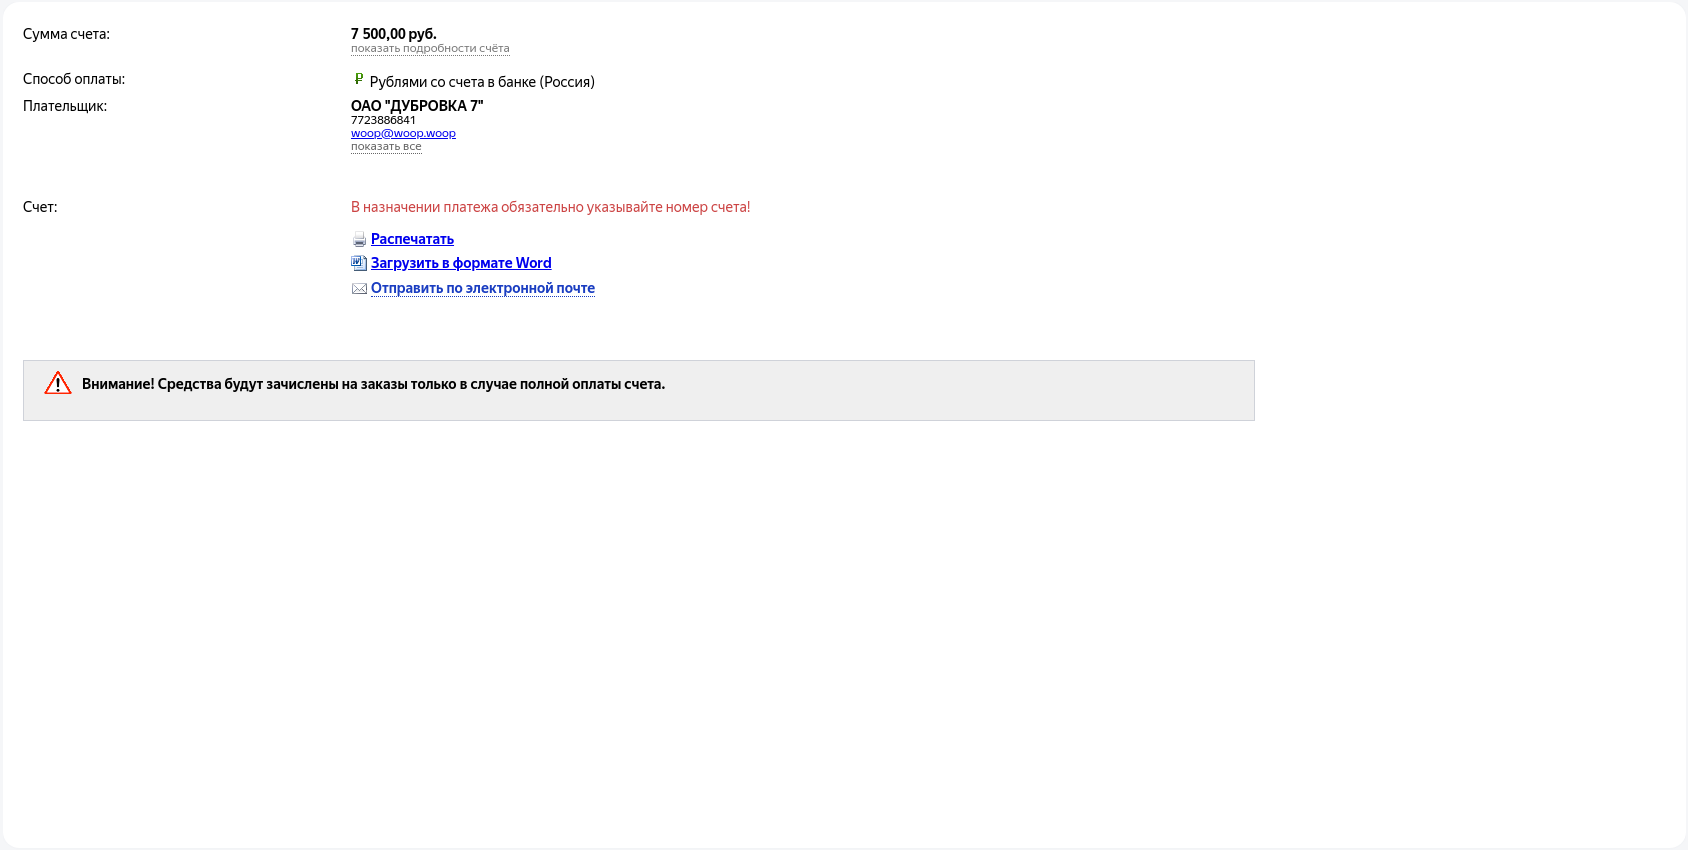 Сумма счета:
7 500,00 руб.
показать подробности счёта
Способ оплаты:
Рублями со счета в банке (Россия)
Плательщик:
ОАО "ДУБРОВКА 7"
7723886841
woop@woop.woop
показать все
Счет:
В назначении платежа обязательно указывайте номер счета!
Распечатать
Загрузить в формате Word
Отправить по электронной почте
Внимание! Средства будут зачислены на заказы только в случае полной оплаты счета.